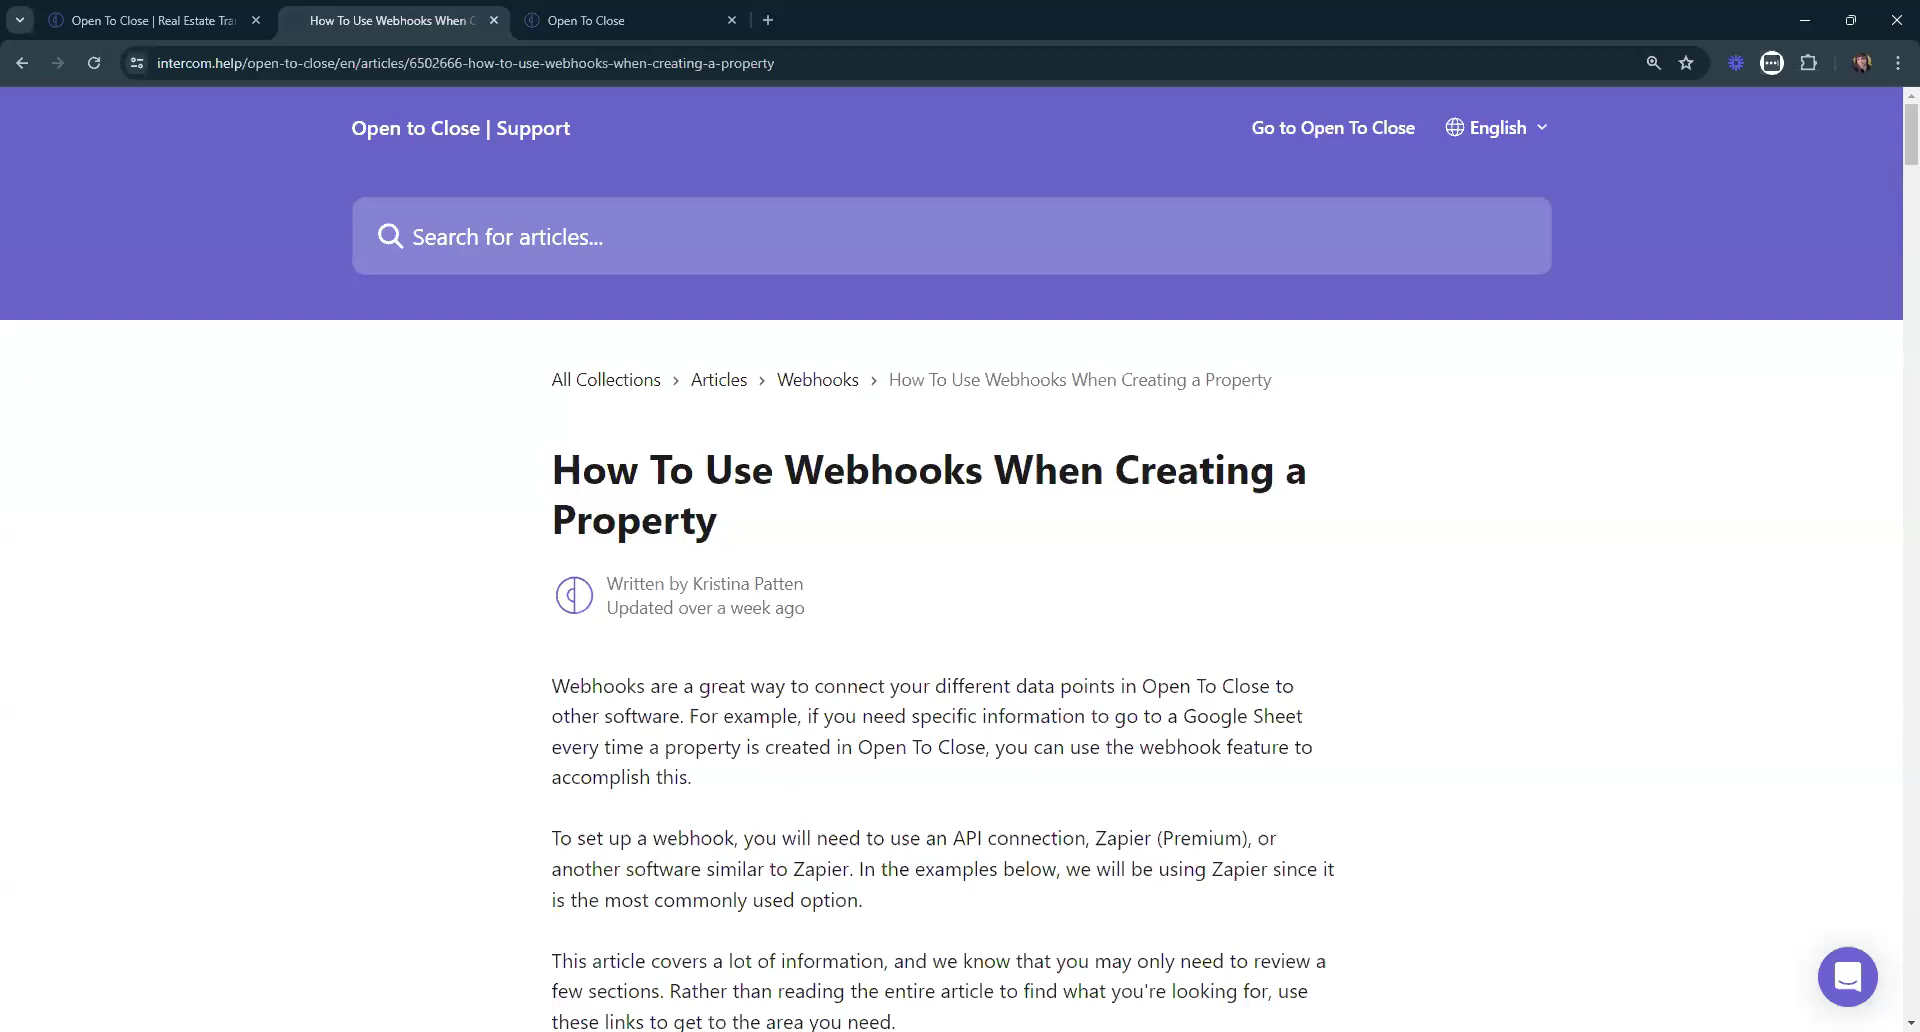 Open To Close | Real Estate Tra
How To Use Webhooks When C
Open To Close
intercom.help/open-to-close/en/articles/6502666-how-to-use-webhooks-when-creating-a-property
Open to Close | Support
Go to Open To Close
English
Search for articles...
All Collections > Articles > Webhooks > How To Use Webhooks When Creating a Property
How To Use Webhooks When Creating a
Property
Written by Kristina Patten
Updated over a week ago
Webhooks are a great way to connect your different data points in Open To Close to
other software. For example, if you need specific information to go to a Google Sheet
every time a property is created in Open To Close, you can use the webhook feature to
accomplish this.
To set up a webhook, you will need to use an API connection, Zapier (Premium), or
another software similar to Zapier. In the examples below, we will be using Zapier since it
is the most commonly used option.
This article covers a lot of information, and we know that you may only need to review a
few sections. Rather than reading the entire article to find what you're looking for, use
these links to get to the area you need.